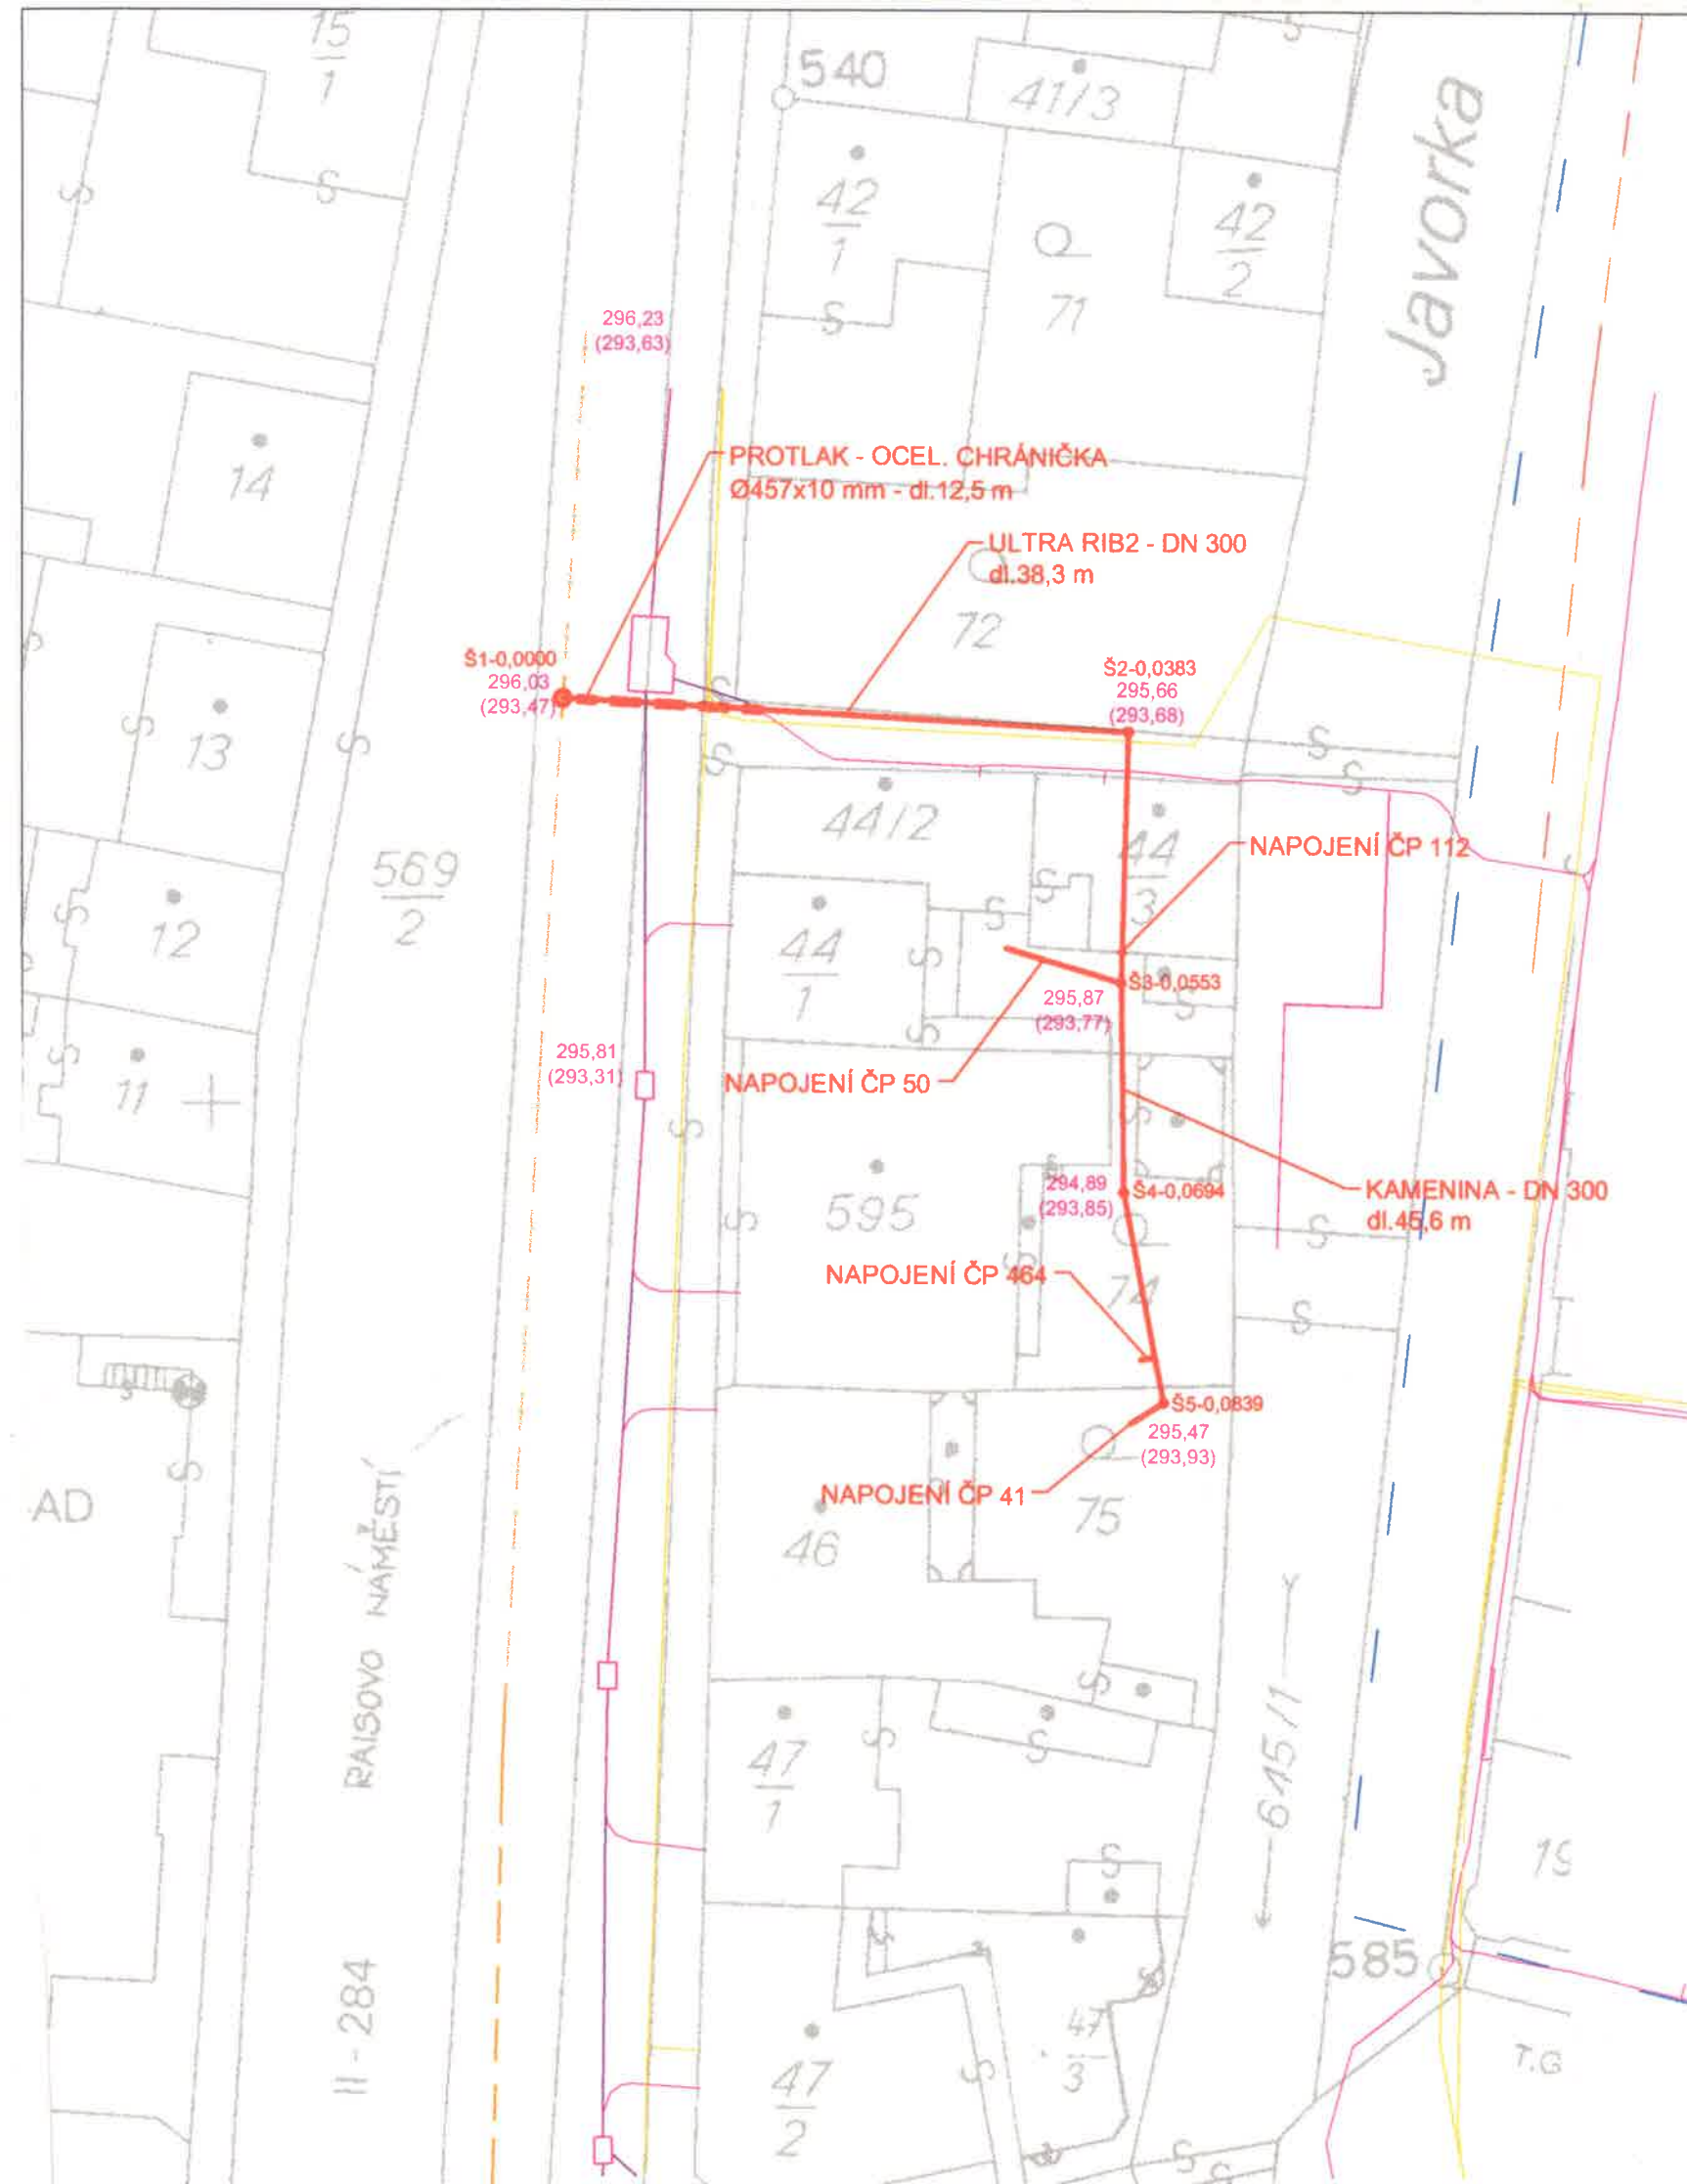 15
1
540
41/3
42
1
71
42
2
Javorka
296,23
(293,63)
14
PROTLAK - OCEL. CHRÁNIČKA
Ø457x10 mm - dl.12,5 m
ULTRA RIB2 - DN 300
dl.38,3 m
72
Š1-0,0000
296,03
(293,47)
Š2-0,0383
295,66
(293,68)
13
44/2
44
3
NAPOJENÍ ČP 112
569
2
12
44
1
Š3-0,0553
295,87
(293,77)
295,81
(293,31)
11
NAPOJENÍ ČP 50
595
294,89
(293,85)
Š4-0,0694
KAMENINA - DN 300
dl.45,6 m
NAPOJENÍ ČP 464
74
Š5-0,0839
295,47
(293,93)
AD
NAPOJENÍ ČP 41
46
75
RAISOVO NÁMĚSTÍ
47
1
645/1
19
II-284
585
47
3
T.G
47
2